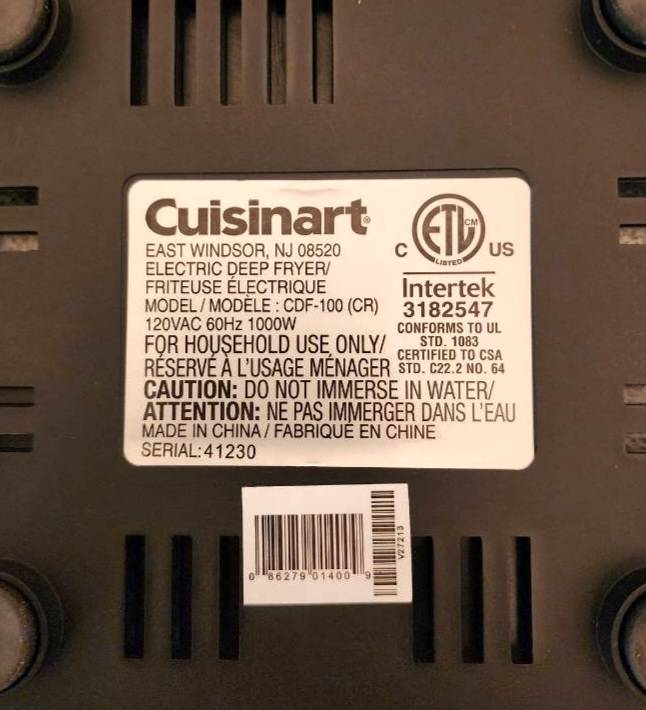 Cuisinart®
EAST WINDSOR, NJ 08520
ELECTRIC DEEP FRYER/
FRITEUSE ÉLECTRIQUE
MODEL / MODÈLE : CDF-100 (CR)
120VAC 60Hz 1000W
FOR HOUSEHOLD USE ONLY/
RÉSERVÉ À L'USAGE MÉNAGER
CAUTION: DO NOT IMMERSE IN WATER/
ATTENTION: NE PAS IMMERGER DANS L'EAU
MADE IN CHINA / FABRIQUE EN CHINE
SERIAL: 41230
C ETL CM US
LISTED
Intertek
3182547
CONFORMS TO UL
STD. 1083
CERTIFIED TO CSA
STD. C22.2 NO. 64
0 86279 01400 9
V27213